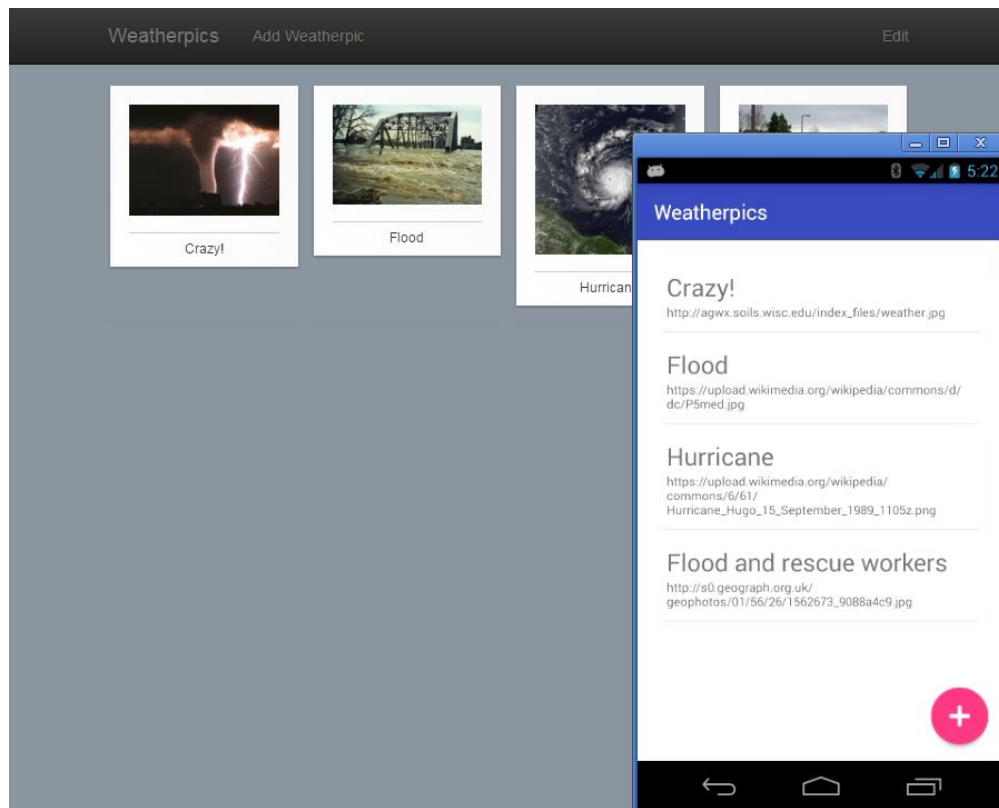 Weatherpics Add Weatherpic Edit
Crazy!
Flood
Hurrican
5:22
Weatherpics
Crazy!
http://agwx.soils.wisc.edu/index_files/weather.jpg
Flood
https://upload.wikimedia.org/wikipedia/commons/d/
dc/P5med.jpg
Hurricane
https://upload.wikimedia.org/wikipedia/
commons/6/61/
Hurricane_Hugo_15_September_1989_1105z.png
Flood and rescue workers
http://s0.geograph.org.uk/
geophotos/01/56/26/1562673_9088a4c9.jpg